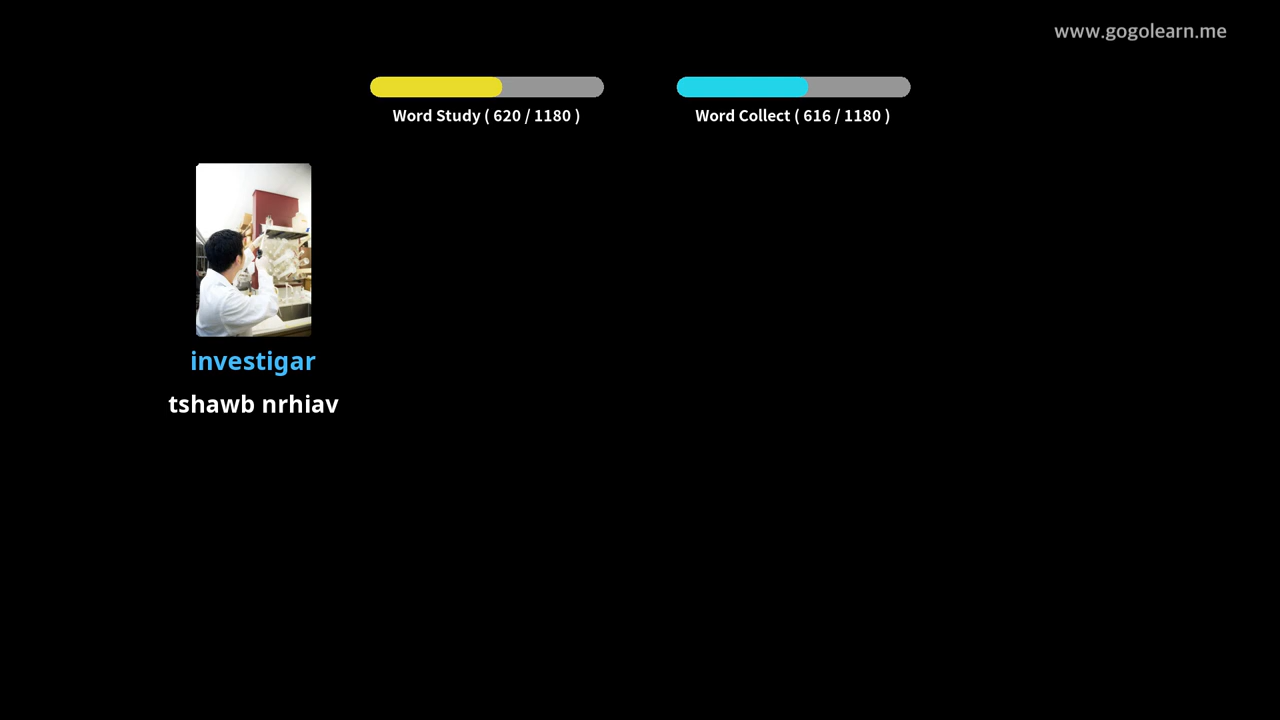 www.gogolearn.me
Word Study ( 620 / 1180 )
Word Collect ( 616 / 1180 )
investigar
tshawb nrhiav